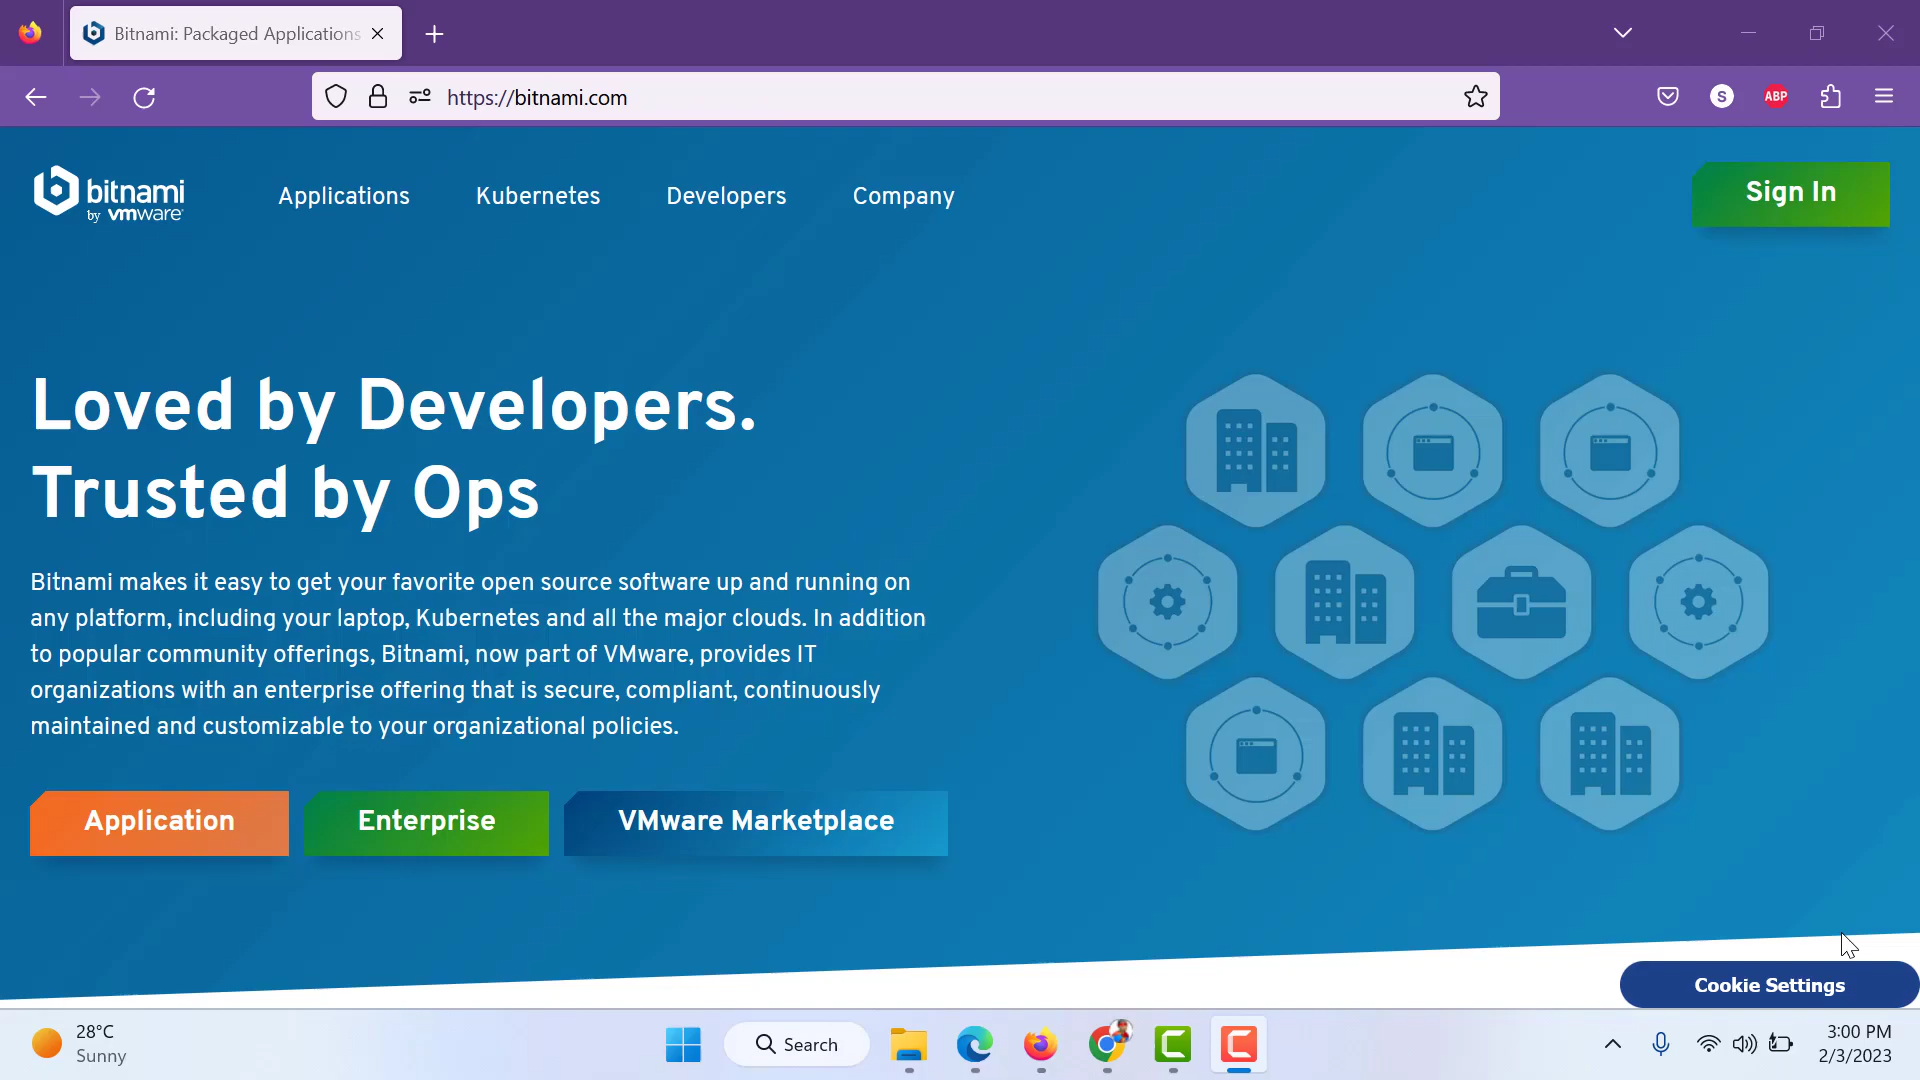 Bitnami: Packaged Applications
https://bitnami.com
S
ABP
bitnami
by vmware
Applications
Kubernetes
Developers
Company
Sign In
Loved by Developers.
Trusted by Ops
Bitnami makes it easy to get your favorite open source software up and running on
any platform, including your laptop, Kubernetes and all the major clouds. In addition
to popular community offerings, Bitnami, now part of VMware, provides IT
organizations with an enterprise offering that is secure, compliant, continuously
maintained and customizable to your organizational policies.
Application
Enterprise
VMware Marketplace
Cookie Settings
28°C
Sunny
Search
3:00 PM
2/3/2023